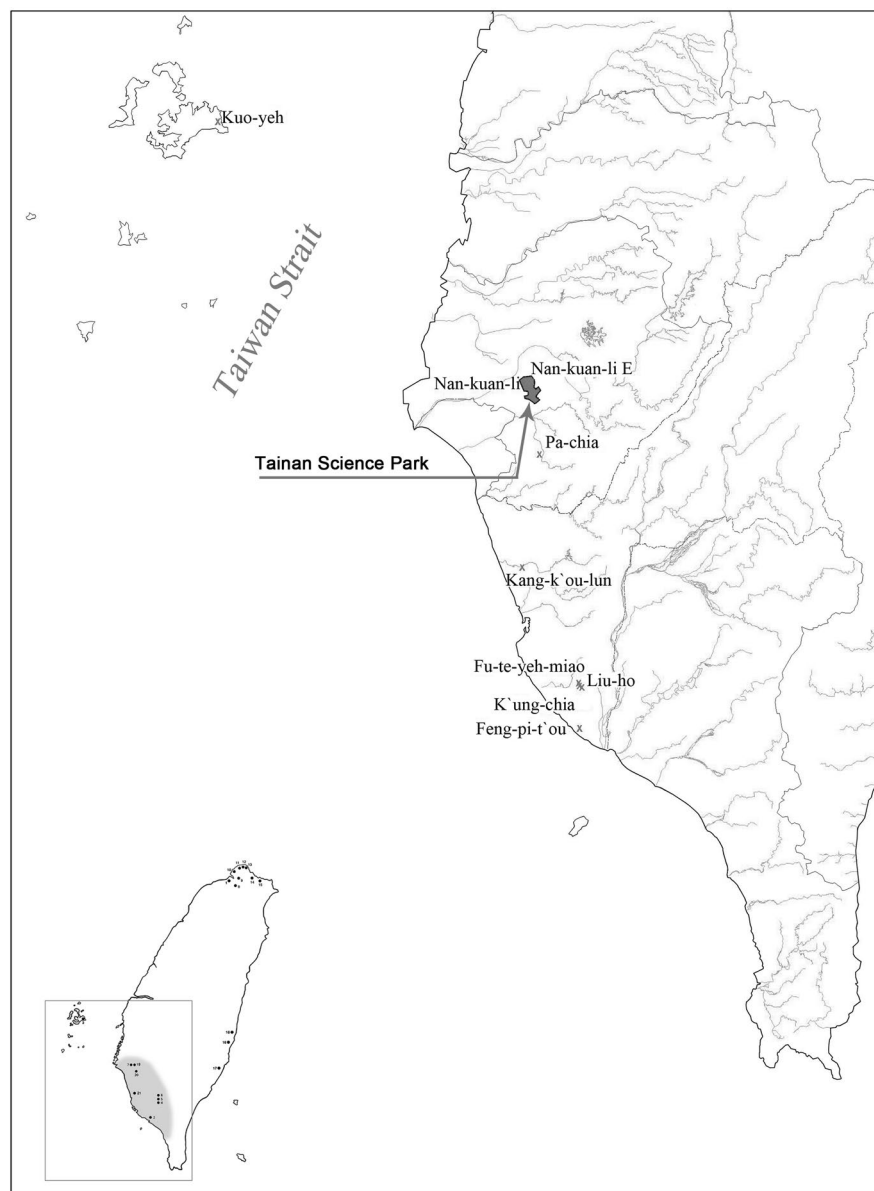 Kuo-yeh
Taiwan Strait
Nan-kuan-li E
Nan-kuan-li
Pa-chia
Tainan Science Park
Kang-k`ou-lun
Fu-te-yeh-miao
Liu-ho
K`ung-chia
Feng-pi-t`ou